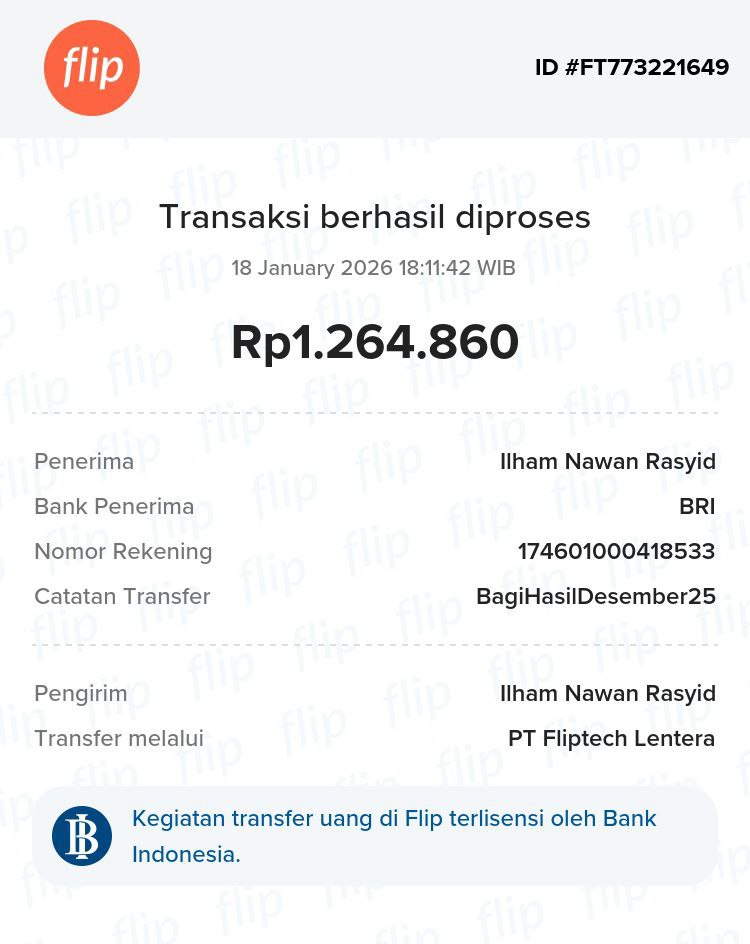 flip
ID #FT773221649
Transaksi berhasil diproses
18 January 2026 18:11:42 WIB
Rp1.264.860
Penerima Ilham Nawan Rasyid
Bank Penerima BRI
Nomor Rekening 174601000418533
Catatan Transfer BagiHasilDesember25
Pengirim Ilham Nawan Rasyid
Transfer melalui PT Fliptech Lentera
Kegiatan transfer uang di Flip terlisensi oleh Bank
Indonesia.